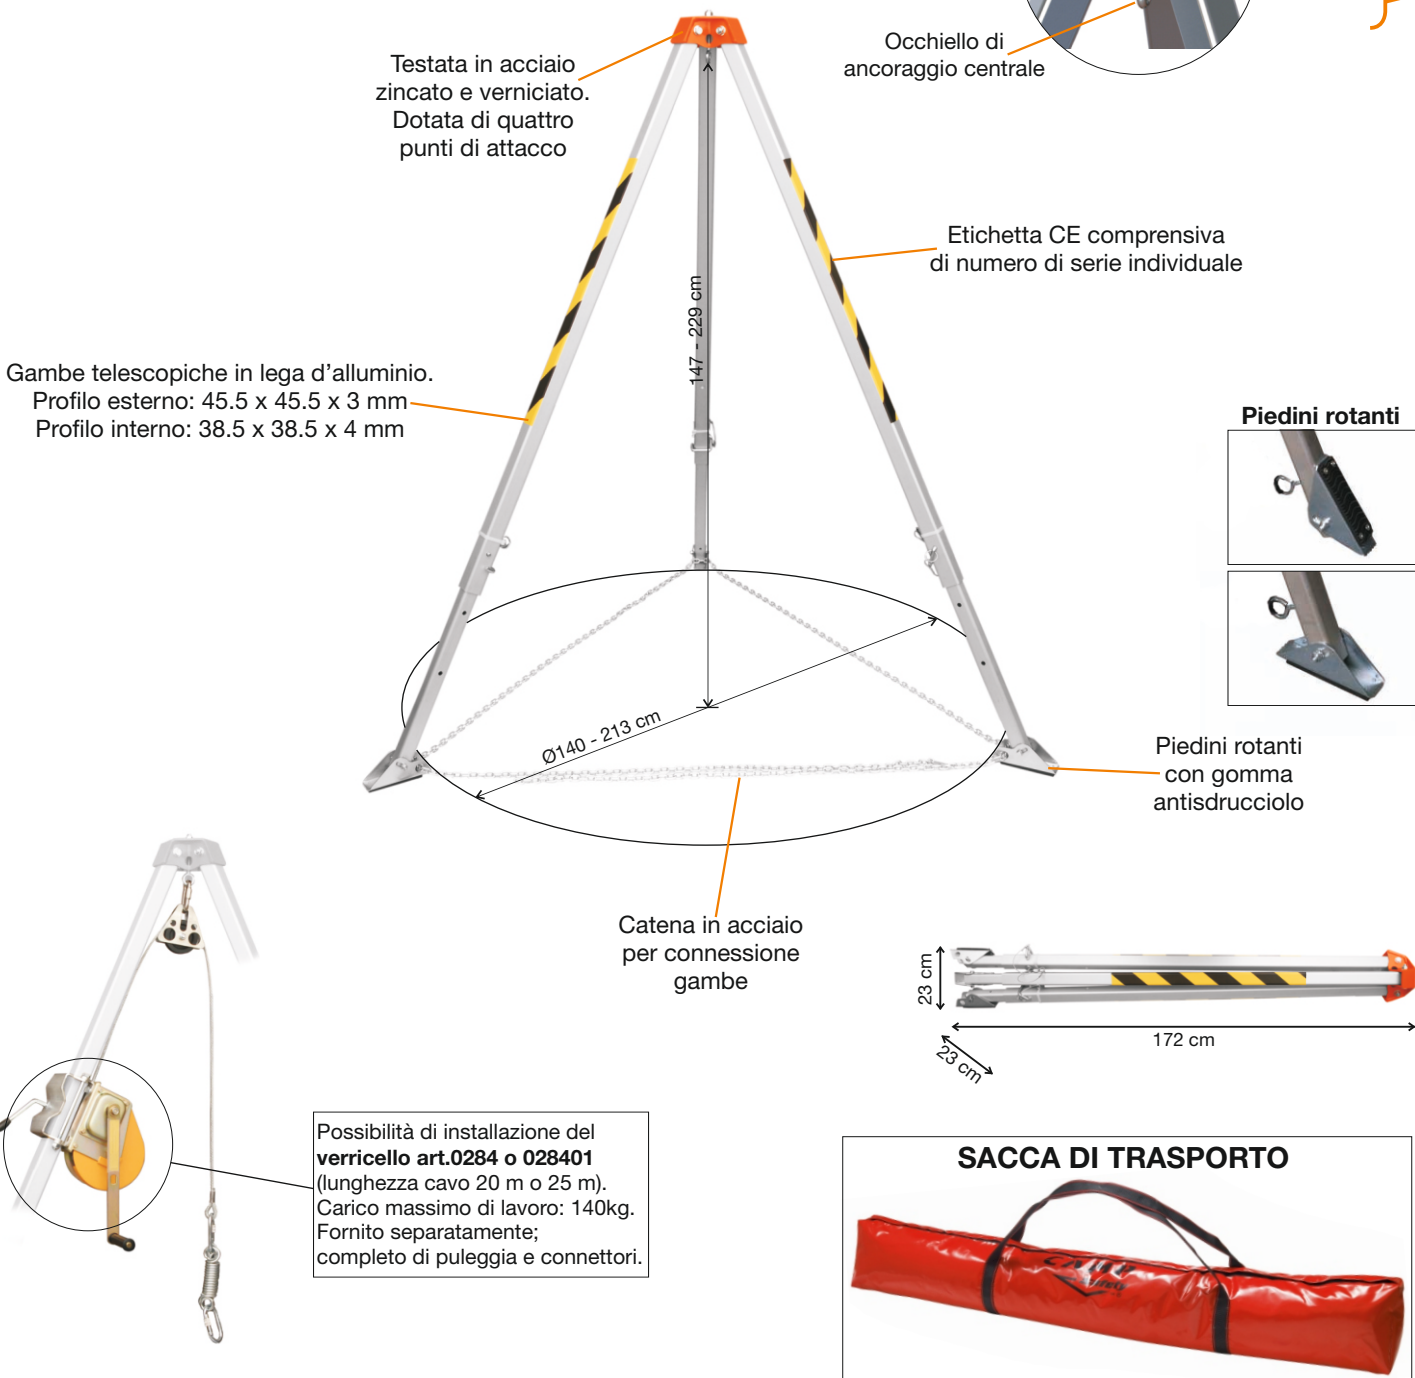 Occhiello di
ancoraggio centrale
Testata in acciaio
zincato e verniciato.
Dotata di quattro
punti di attacco
Etichetta CE comprensiva
di numero di serie individuale
147 - 229 cm
Gambe telescopiche in lega d’alluminio.
Profilo esterno: 45.5 x 45.5 x 3 mm
Profilo interno: 38.5 x 38.5 x 4 mm
Piedini rotanti
Ø140 - 213 cm
Piedini rotanti
con gomma
antisdrucciolo
Catena in acciaio
per connessione
gambe
23 cm
172 cm
23 cm
Possibilità di installazione del
verricello art.0284 o 028401
(lunghezza cavo 20 m o 25 m).
Carico massimo di lavoro: 140kg.
Fornito separatamente;
completo di puleggia e connettori.
SACCA DI TRASPORTO
CAMP